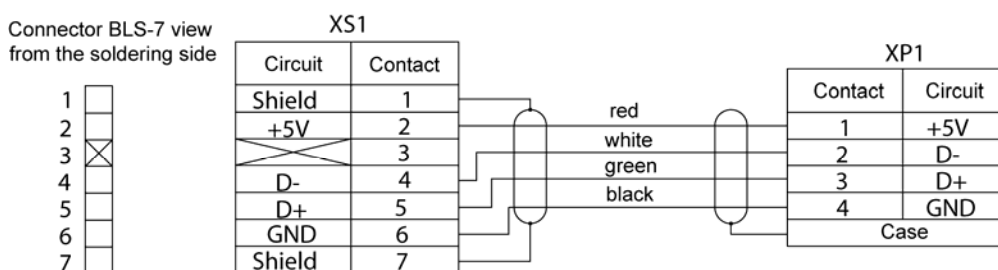 Connector BLS-7 view
from the soldering side
1
2
3
4
5
6
7
XS1
Circuit Contact
Shield 1
+5V 2
3
D- 4
D+ 5
GND 6
Shield 7
red
white
green
black
XP1
Contact Circuit
1 +5V
2 D-
3 D+
4 GND
Case